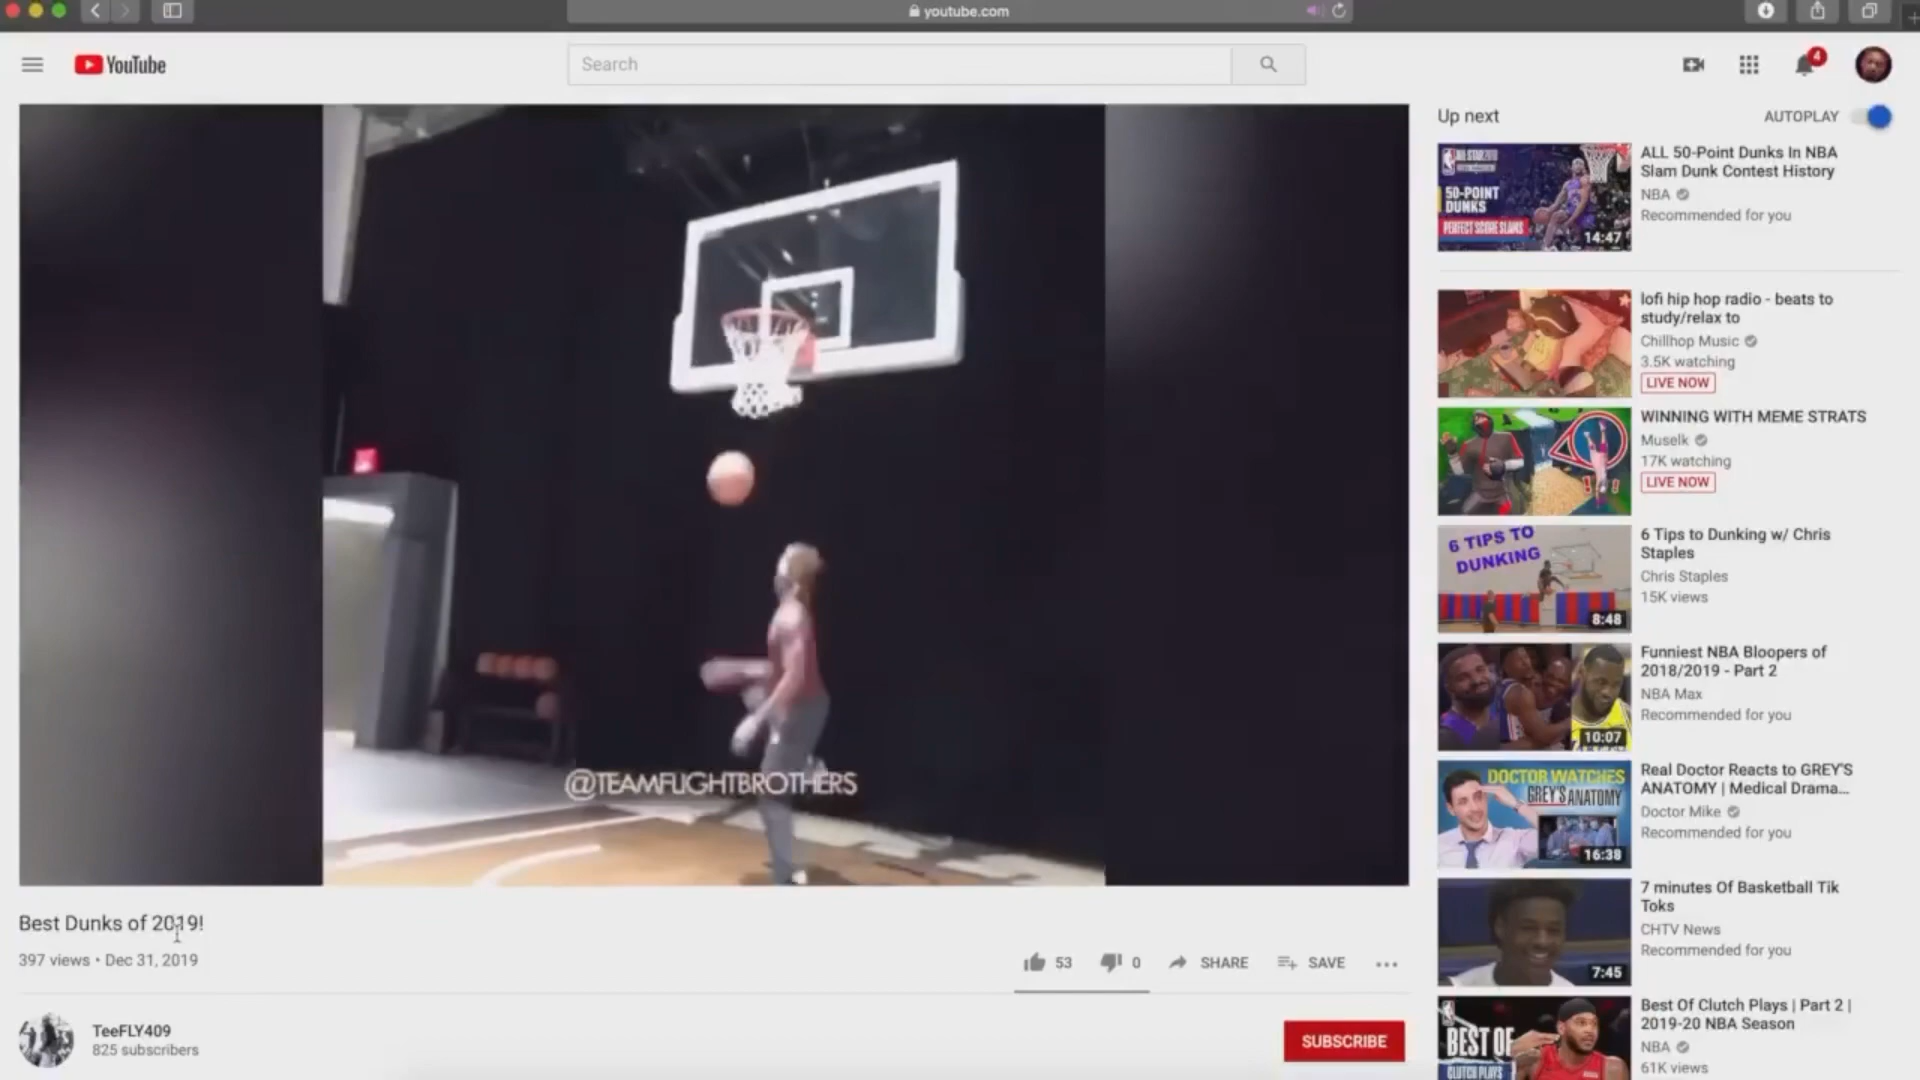 youtube.com
YouTube
Search
4
@TEAMFLIGHTBROTHERS
Best Dunks of 2019!
397 views • Dec 31, 2019
53
0
SHARE
SAVE
TeeFLY409
825 subscribers
SUBSCRIBE
Up next
AUTOPLAY
50-POINT
DUNKS
PERFECT SCORE SLAMS
14:47
ALL 50-Point Dunks In NBA
Slam Dunk Contest History
NBA
Recommended for you
lofi hip hop radio - beats to
study/relax to
Chillhop Music
3.5K watching
LIVE NOW
WINNING WITH MEME STRATS
Muselk
17K watching
LIVE NOW
6 TIPS TO
DUNKING
8:48
6 Tips to Dunking w/ Chris
Staples
Chris Staples
15K views
10:07
Funniest NBA Bloopers of
2018/2019 - Part 2
NBA Max
Recommended for you
DOCTOR WATCHES
GREY'S ANATOMY
16:38
Real Doctor Reacts to GREY'S
ANATOMY | Medical Drama...
Doctor Mike
Recommended for you
7:45
7 minutes Of Basketball Tik
Toks
CHTV News
Recommended for you
BEST OF
CLUTCH PLAYS
Best Of Clutch Plays | Part 2 |
2019-20 NBA Season
NBA
61K views